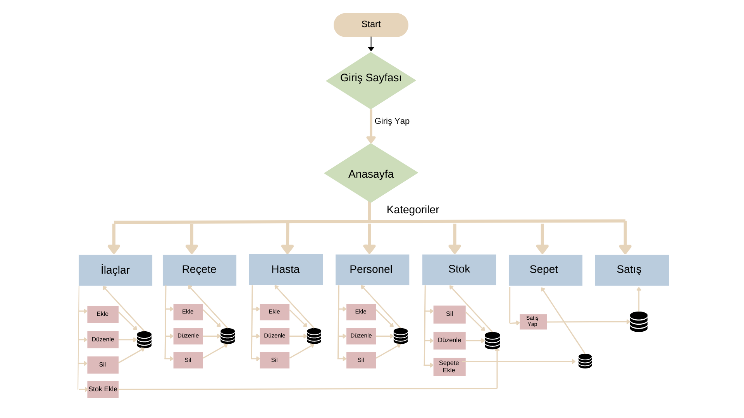 Start
Giriş Sayfası
Giriş Yap
Anasayfa
Kategoriler
İlaçlar
Reçete
Hasta
Personel
Stok
Sepet
Satış
Ekle
Düzenle
Sil
Stok Ekle
Ekle
Düzenle
Sil
Ekle
Düzenle
Sil
Ekle
Düzenle
Sil
Sil
Düzenle
Sepete
Ekle
Satış
Yap